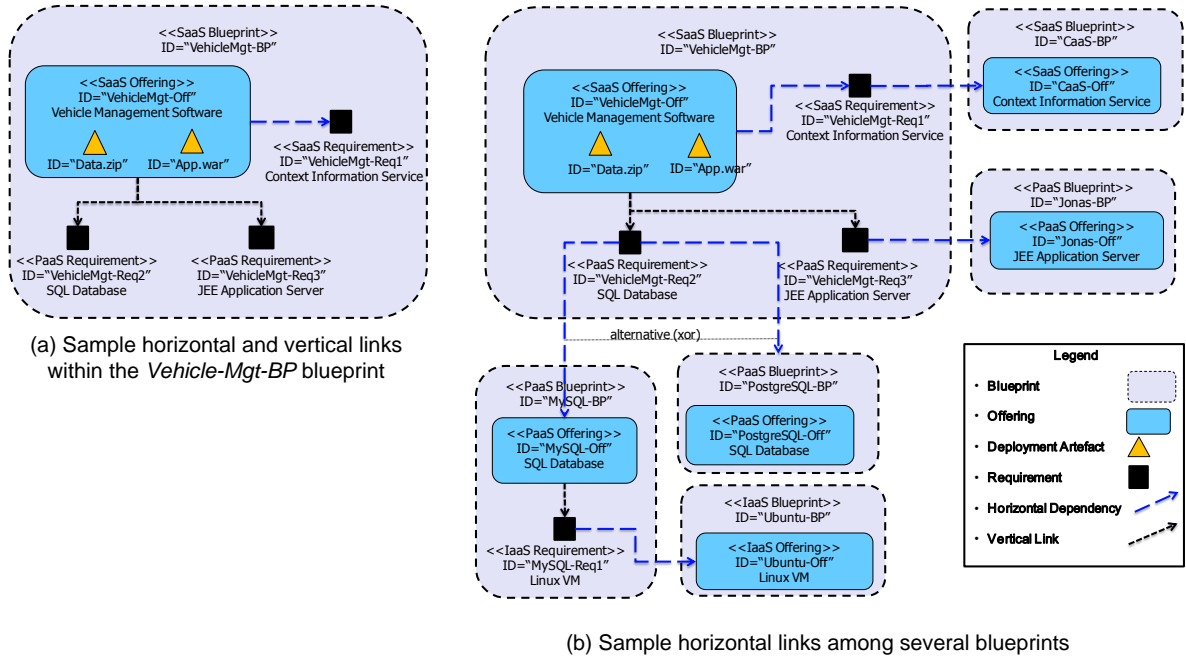 <<SaaS Blueprint>>
ID=“VehicleMgt-BP”
<<SaaS Offering>>
ID=“VehicleMgt-Off”
Vehicle Management Software
ID=“Data.zip”
ID=“App.war”
<<SaaS Requirement>>
ID=“VehicleMgt-Req1”
Context Information Service
<<PaaS Requirement>>
ID=“VehicleMgt-Req2”
SQL Database
<<PaaS Requirement>>
ID=“VehicleMgt-Req3”
JEE Application Server
(a) Sample horizontal and vertical links
within the Vehicle-Mgt-BP blueprint
<<SaaS Blueprint>>
ID=“VehicleMgt-BP”
<<SaaS Offering>>
ID=“VehicleMgt-Off”
Vehicle Management Software
ID=“Data.zip”
ID=“App.war”
<<SaaS Requirement>>
ID=“VehicleMgt-Req1”
Context Information Service
<<PaaS Requirement>>
ID=“VehicleMgt-Req2”
SQL Database
<<PaaS Requirement>>
ID=“VehicleMgt-Req3”
JEE Application Server
<<SaaS Blueprint>>
ID=“CaaS-BP”
<<SaaS Offering>>
ID=“CaaS-Off”
Context Information Service
<<PaaS Blueprint>>
ID=“Jonas-BP”
<<PaaS Offering>>
ID=“Jonas-Off”
JEE Application Server
alternative (xor)
<<PaaS Blueprint>>
ID=“MySQL-BP”
<<PaaS Offering>>
ID=“MySQL-Off”
SQL Database
<<IaaS Requirement>>
ID=“MySQL-Req1”
Linux VM
<<PaaS Blueprint>>
ID=“PostgreSQL-BP”
<<PaaS Offering>>
ID=“PostgreSQL-Off”
SQL Database
<<IaaS Blueprint>>
ID=“Ubuntu-BP”
<<IaaS Offering>>
ID=“Ubuntu-Off”
Linux VM
Legend
• Blueprint
• Offering
• Deployment Artefact
• Requirement
• Horizontal Dependency
• Vertical Link
(b) Sample horizontal links among several blueprints